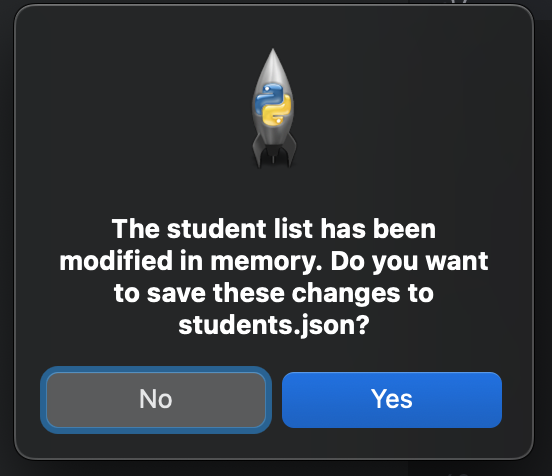 The student list has been
modified in memory. Do you want
to save these changes to
students.json?
No
Yes